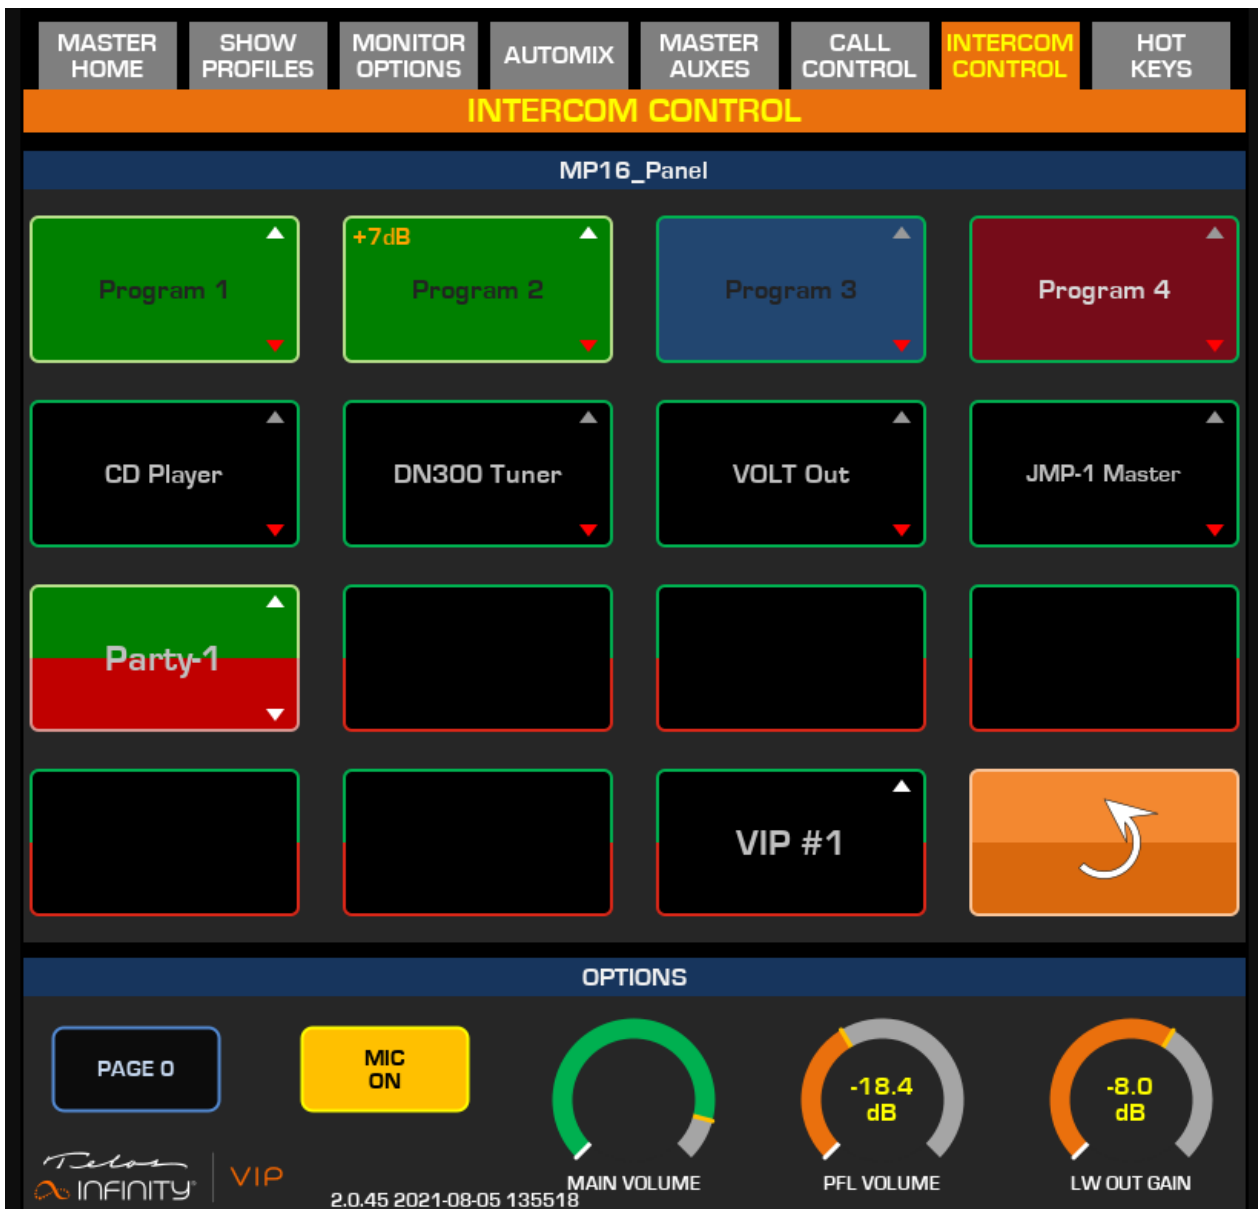 MASTER
HOME
SHOW
PROFILES
MONITOR
OPTIONS
AUTOMIX
MASTER
AUXES
CALL
CONTROL
INTERCOM
CONTROL
HOT
KEYS
INTERCOM CONTROL
MP16_Panel
Program 1
+7dB
Program 2
Program 3
Program 4
CD Player
DN300 Tuner
VOLT Out
JMP-1 Master
Party-1
VIP #1
OPTIONS
PAGE 0
MIC
ON
-18.4
dB
-8.0
dB
MAIN VOLUME
PFL VOLUME
LW OUT GAIN
Telos
INFINITY®
VIP
2.0.45 2021-08-05 135518